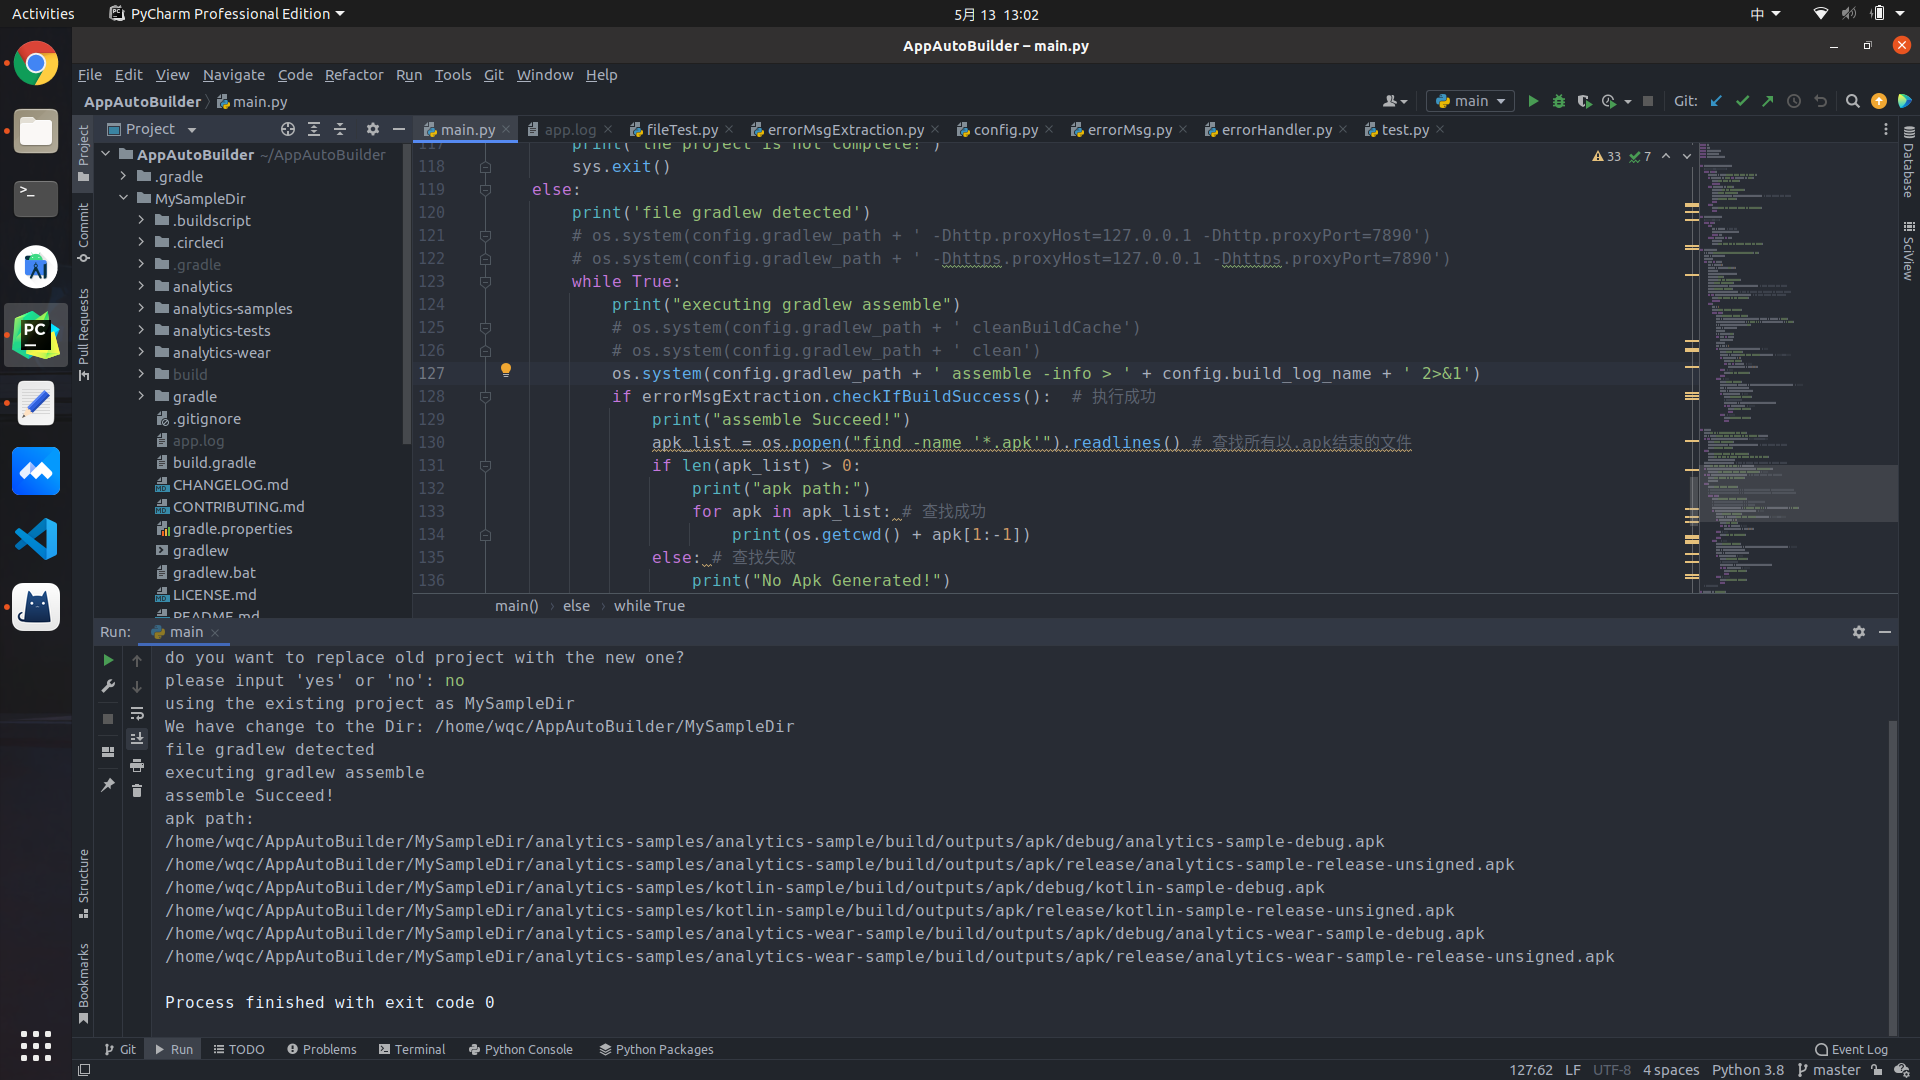 Activities
PyCharm Professional Edition
5月 13 13:02
中
AppAutoBuilder – main.py
File Edit View Navigate Code Refactor Run Tools Git Window Help
AppAutoBuilder main.py
main
Git:
Project
main.py app.log fileTest.py errorMsgExtraction.py config.py errorMsg.py errorHandler.py test.py
33 7
Project
Commit
Pull Requests
Structure
Bookmarks
Database
SciView
AppAutoBuilder ~/AppAutoBuilder
.gradle
MySampleDir
.buildscript
.circleci
.gradle
analytics
analytics-samples
analytics-tests
analytics-wear
build
gradle
.gitignore
app.log
build.gradle
CHANGELOG.md
CONTRIBUTING.md
gradle.properties
gradlew
gradlew.bat
LICENSE.md
README.md
117 print('the project is not complete!')
118 sys.exit()
119 else:
120 print('file gradlew detected')
121 # os.system(config.gradlew_path + ' -Dhttp.proxyHost=127.0.0.1 -Dhttp.proxyPort=7890')
122 # os.system(config.gradlew_path + ' -Dhttps.proxyHost=127.0.0.1 -Dhttps.proxyPort=7890')
123 while True:
124 print("executing gradlew assemble")
125 # os.system(config.gradlew_path + ' cleanBuildCache')
126 # os.system(config.gradlew_path + ' clean')
127 os.system(config.gradlew_path + ' assemble -info > ' + config.build_log_name + ' 2>&1')
128 if errorMsgExtraction.checkIfBuildSuccess():  # 执行成功
129 print("assemble Succeed!")
130 apk_list = os.popen("find -name '*.apk'").readlines() # 查找所有以.apk结束的文件
131 if len(apk_list) > 0:
132 print("apk path:")
133 for apk in apk_list: # 查找成功
134 print(os.getcwd() + apk[1:-1])
135 else: # 查找失败
136 print("No Apk Generated!")
main() else while True
Run: main
do you want to replace old project with the new one?
please input 'yes' or 'no': no
using the existing project as MySampleDir
We have change to the Dir: /home/wqc/AppAutoBuilder/MySampleDir
file gradlew detected
executing gradlew assemble
assemble Succeed!
apk path:
/home/wqc/AppAutoBuilder/MySampleDir/analytics-samples/analytics-sample/build/outputs/apk/debug/analytics-sample-debug.apk
/home/wqc/AppAutoBuilder/MySampleDir/analytics-samples/analytics-sample/build/outputs/apk/release/analytics-sample-release-unsigned.apk
/home/wqc/AppAutoBuilder/MySampleDir/analytics-samples/kotlin-sample/build/outputs/apk/debug/kotlin-sample-debug.apk
/home/wqc/AppAutoBuilder/MySampleDir/analytics-samples/kotlin-sample/build/outputs/apk/release/kotlin-sample-release-unsigned.apk
/home/wqc/AppAutoBuilder/MySampleDir/analytics-samples/analytics-wear-sample/build/outputs/apk/debug/analytics-wear-sample-debug.apk
/home/wqc/AppAutoBuilder/MySampleDir/analytics-samples/analytics-wear-sample/build/outputs/apk/release/analytics-wear-sample-release-unsigned.apk
Process finished with exit code 0
Git Run TODO Problems Terminal Python Console Python Packages
Event Log
127:62 LF UTF-8 4 spaces Python 3.8 master